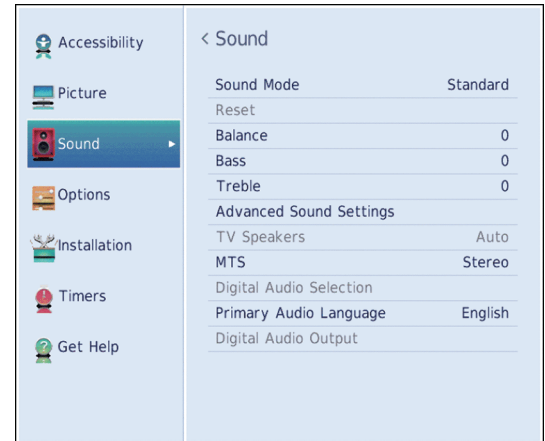 Accessibility
Picture
Sound
Options
Installation
Timers
Get Help
< Sound
Sound Mode Standard
Reset
Balance 0
Bass 0
Treble 0
Advanced Sound Settings
TV Speakers Auto
MTS Stereo
Digital Audio Selection
Primary Audio Language English
Digital Audio Output